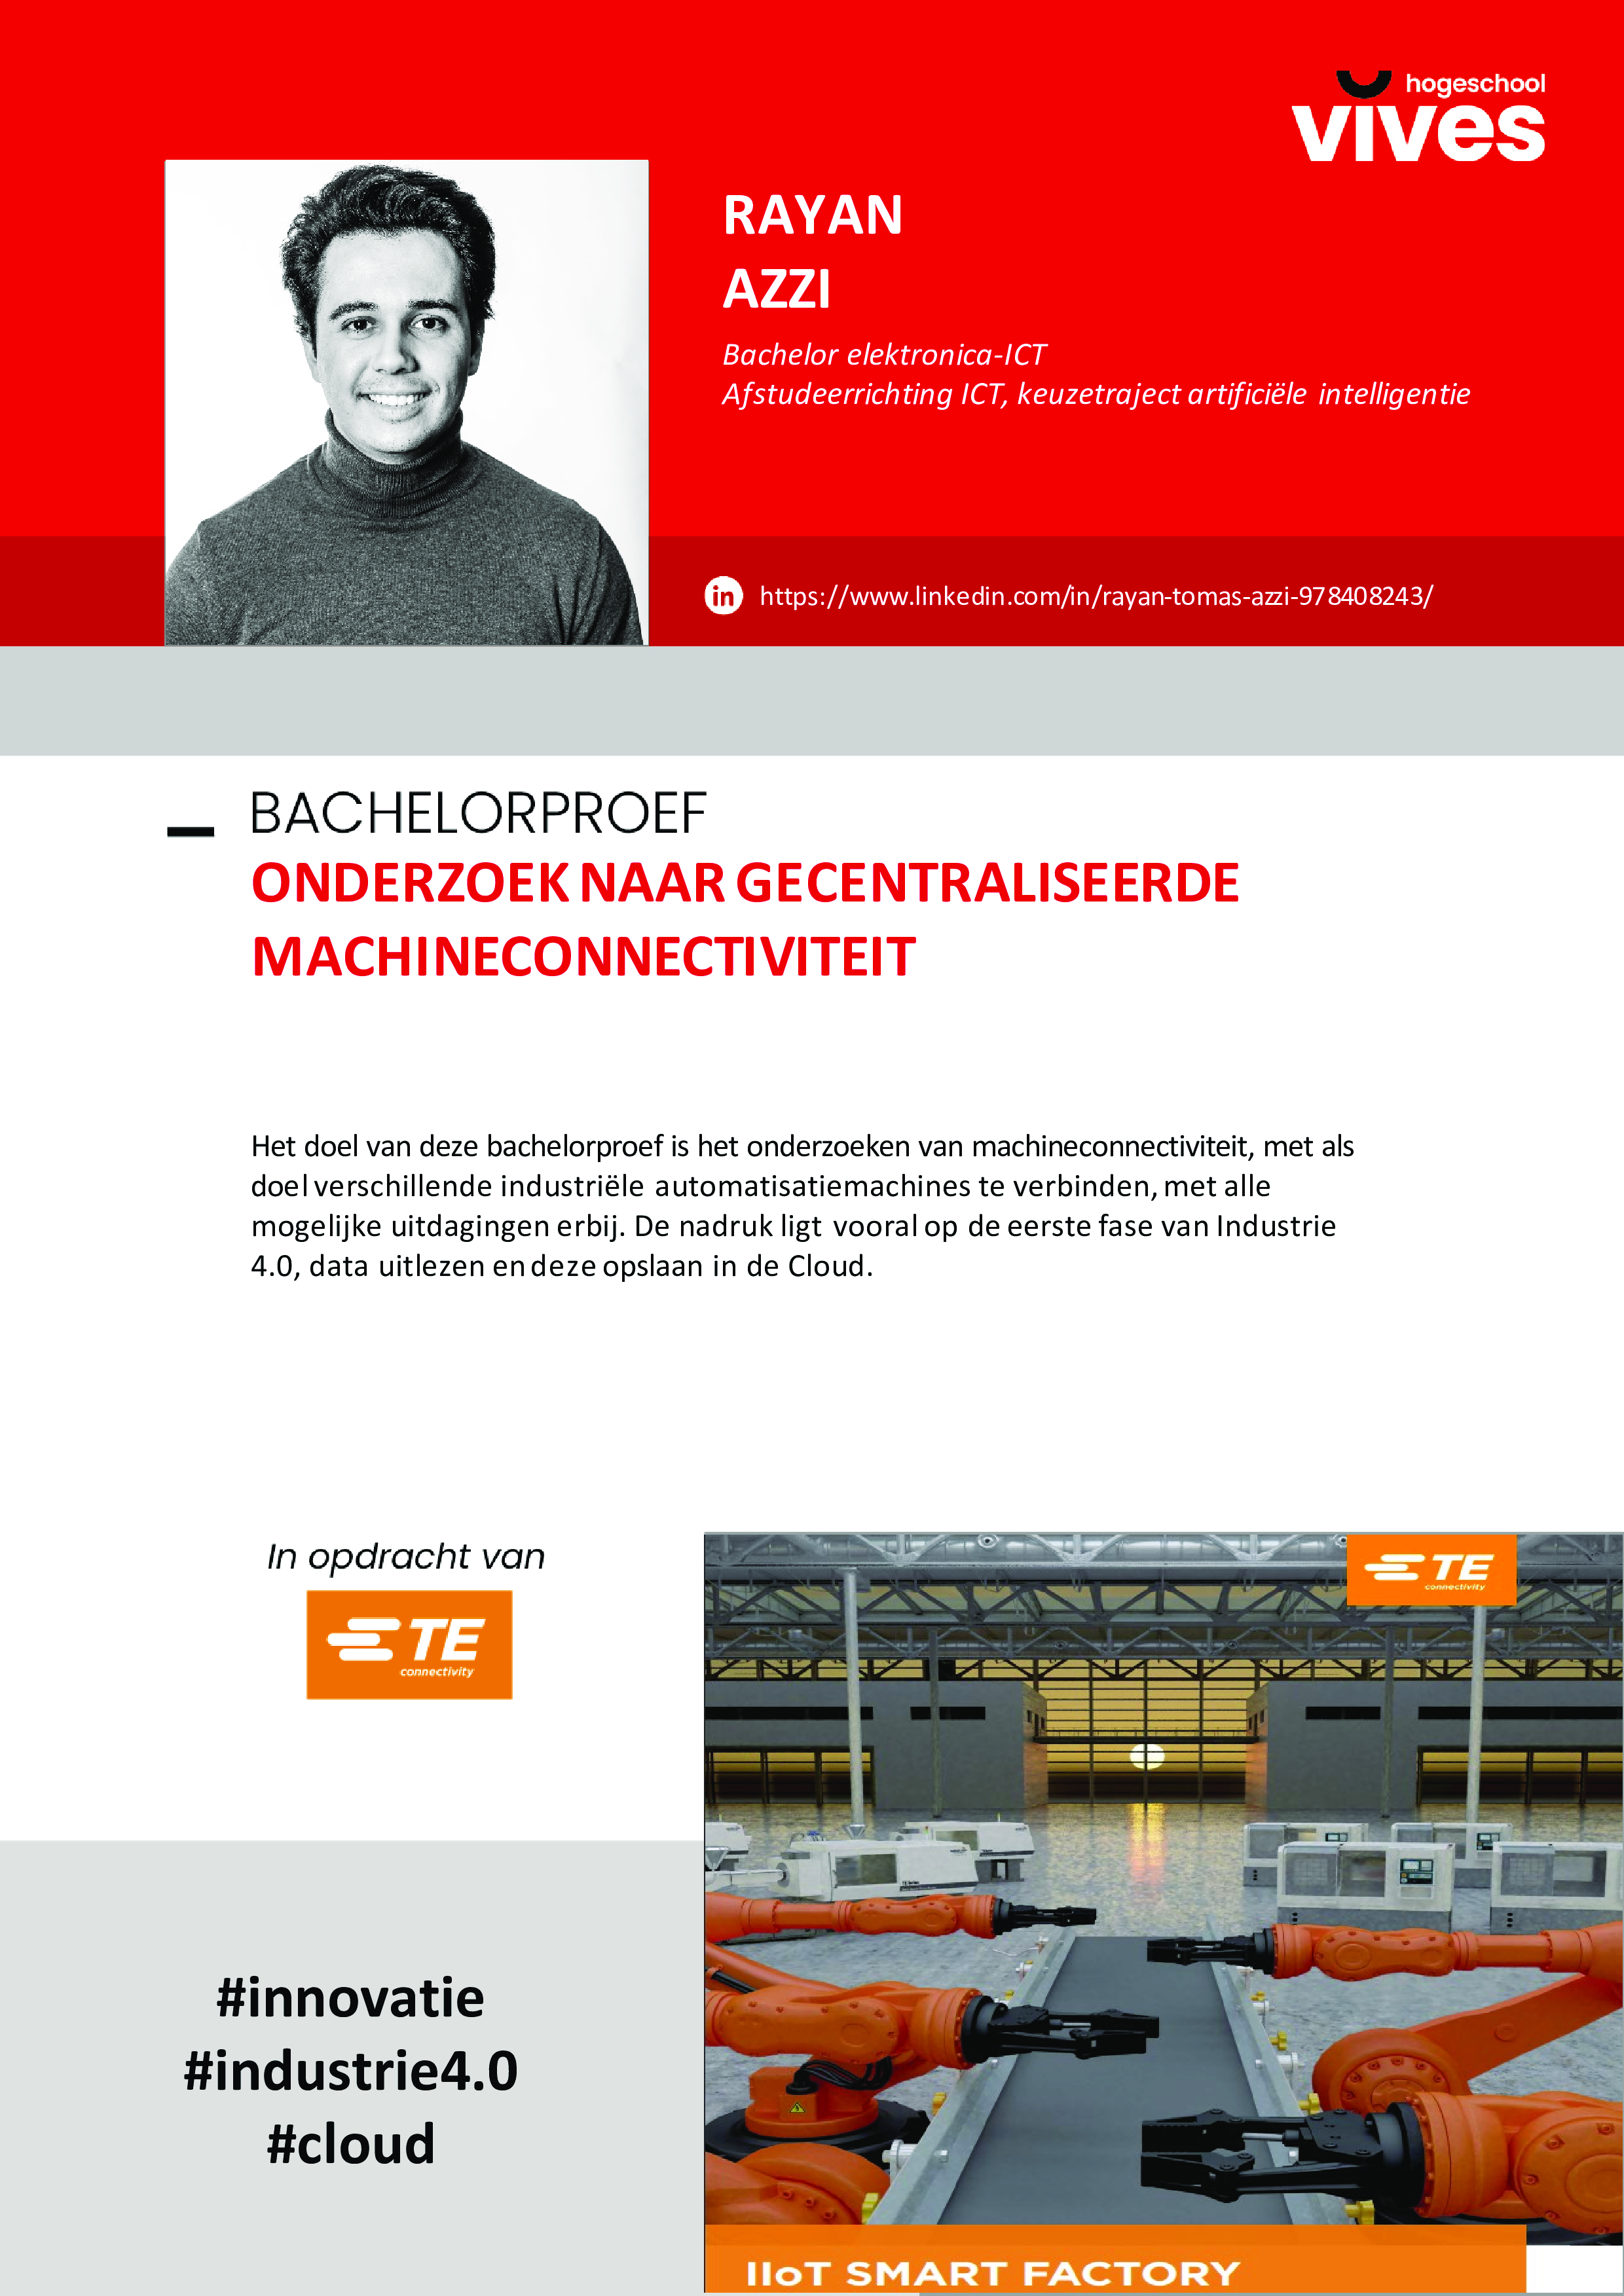 hogeschool
vives
RAYAN
AZZI
Bachelor elektronica-ICT
Afstudeerrichting ICT, keuzetraject artificiële intelligentie
in https://www.linkedin.com/in/rayan-tomas-azzi-978408243/
BACHELORPROEF
ONDERZOEK NAAR GECENTRALISEERDE
MACHINECONNECTIVITEIT
Het doel van deze bachelorproef is het onderzoeken van machineconnectiviteit, met als
doel verschillende industriële automatisatiemachines te verbinden, met alle
mogelijke uitdagingen erbij. De nadruk ligt vooral op de eerste fase van Industrie
4.0, data uitlezen en deze opslaan in de Cloud.
In opdracht van
TE
connectivity
TE
connectivity
#innovatie
#industrie4.0
#cloud
IIoT SMART FACTORY